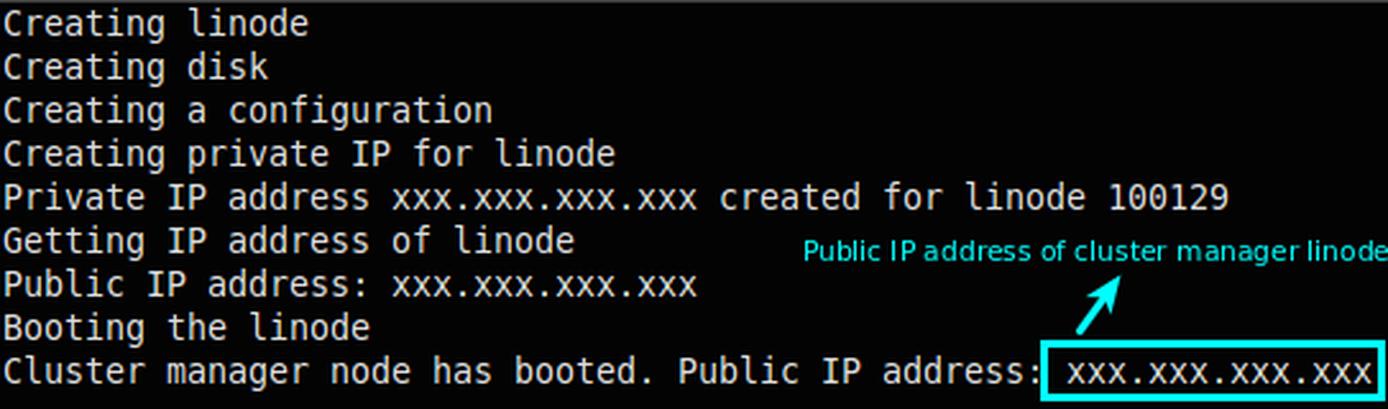 Creating linode
Creating disk
Creating a configuration
Creating private IP for linode
Private IP address xxx.xxx.xxx.xxx created for linode 100129
Getting IP address of linode
Public IP address of cluster manager linode
Public IP address: xxx.xxx.xxx.xxx
Booting the linode
Cluster manager node has booted. Public IP address: xxx.xxx.xxx.xxx